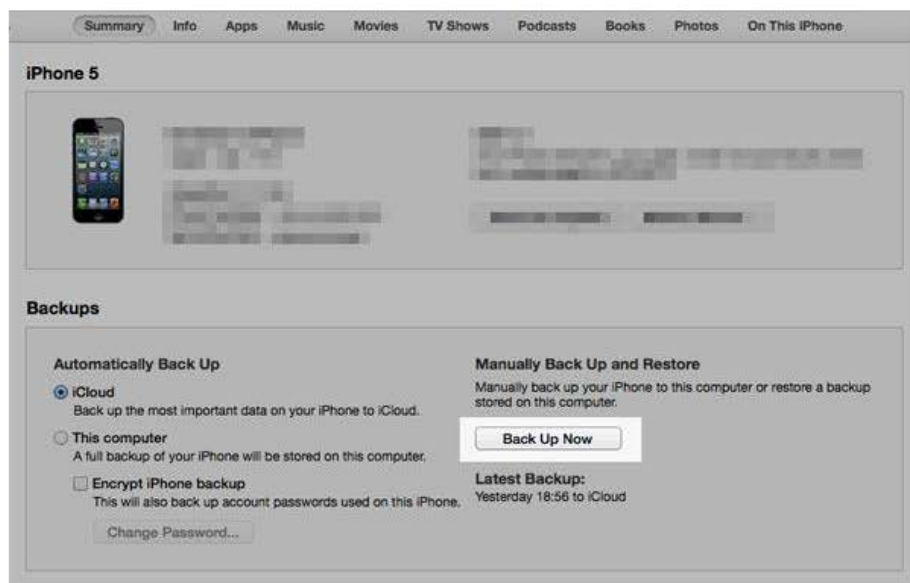 Summary Info Apps Music Movies TV Shows Podcasts Books Photos On This iPhone
iPhone 5
Backups
Automatically Back Up
iCloud
Back up the most important data on your iPhone to iCloud.
This computer
A full backup of your iPhone will be stored on this computer.
Encrypt iPhone backup
This will also back up account passwords used on this iPhone.
Change Password...
Manually Back Up and Restore
Manually back up your iPhone to this computer or restore a backup
stored on this computer.
Back Up Now
Latest Backup:
Yesterday 18:56 to iCloud